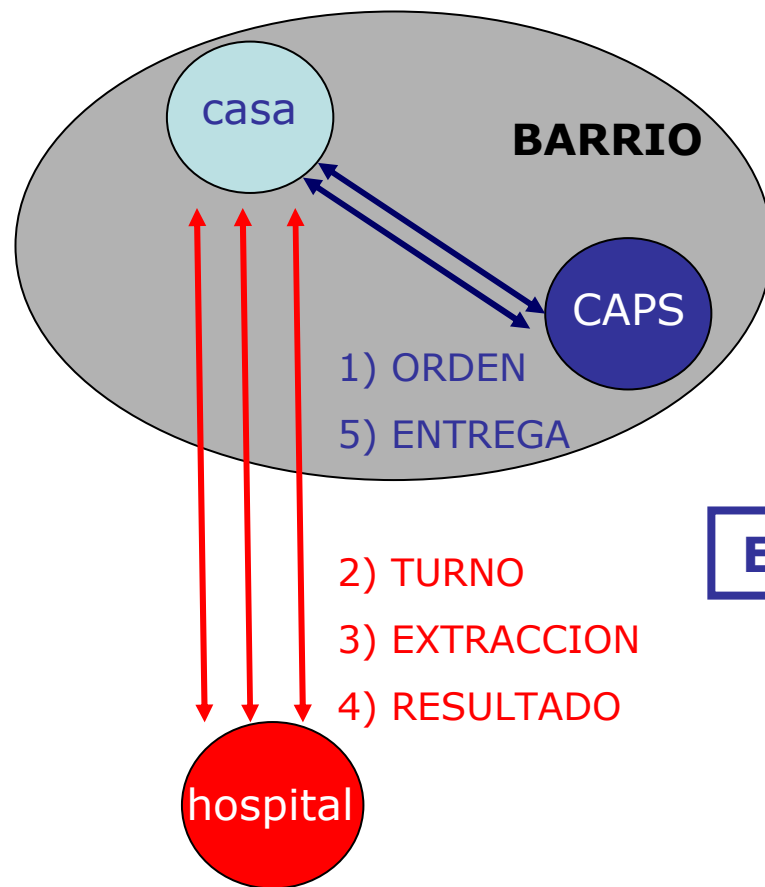 casa
BARRIO
CAPS
1) ORDEN
5) ENTREGA
2) TURNO
3) EXTRACCION
4) RESULTADO
hospital